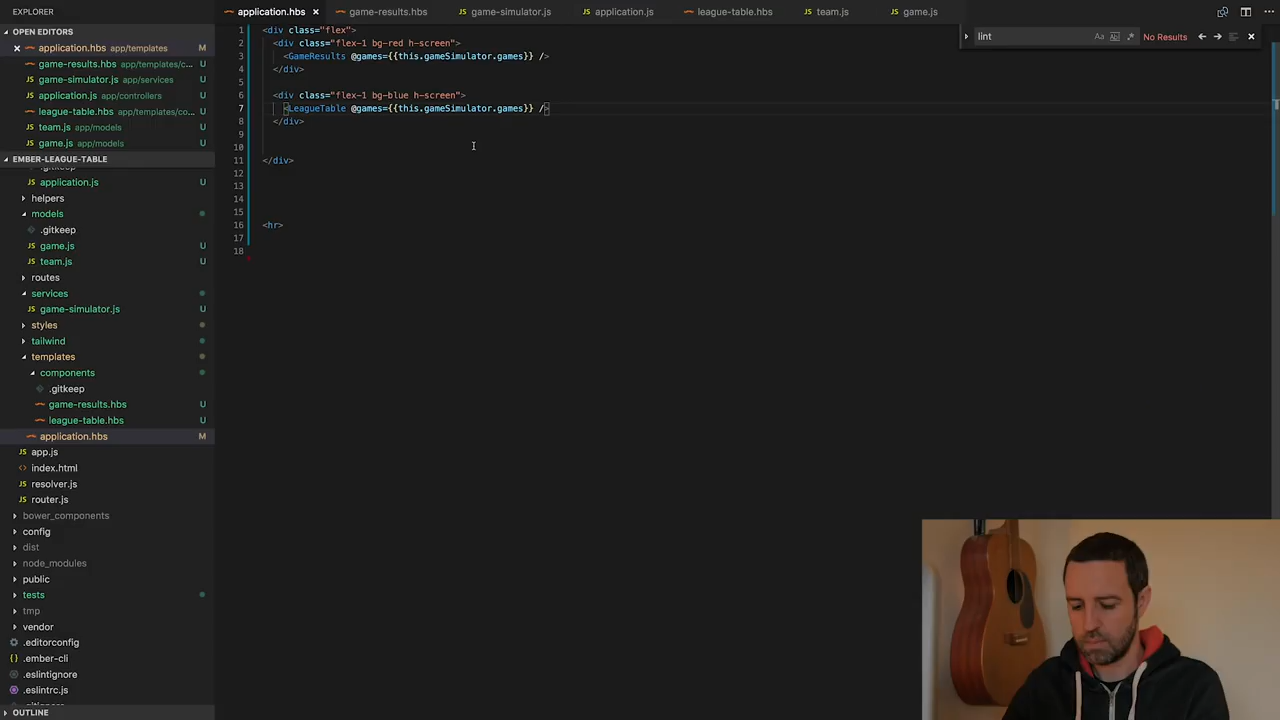 EXPLORER
OPEN EDITORS
application.hbs app/templates M
game-results.hbs app/templates/c... U
game-simulator.js app/services U
application.js app/controllers U
league-table.hbs app/templates/co... U
team.js app/models U
game.js app/models U
EMBER-LEAGUE-TABLE
application.js U
helpers
models
.gitkeep
game.js U
team.js U
routes
services
game-simulator.js U
styles
tailwind
templates
components
.gitkeep
game-results.hbs U
league-table.hbs U
application.hbs M
app.js
index.html
resolver.js
router.js
bower_components
config
dist
node_modules
public
tests
tmp
vendor
.editorconfig
.ember-cli
.eslintignore
.eslintrc.js
OUTLINE
application.hbs game-results.hbs game-simulator.js application.js league-table.hbs team.js game.js
lint Aa Abl .* No Results
1 <div class="flex">
2 <div class="flex-1 bg-red h-screen">
3 <GameResults @games={{this.gameSimulator.games}} />
4 </div>
5
6 <div class="flex-1 bg-blue h-screen">
7 <LeagueTable @games={{this.gameSimulator.games}} />
8 </div>
9
10
11 </div>
12
13
14
15
16 <hr>
17
18